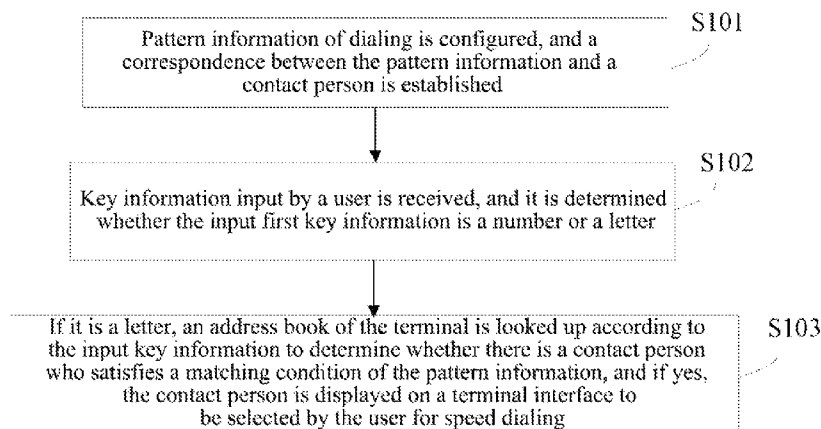 S101
Pattern information of dialing is configured, and a
correspondence between the pattern information and a
contact person is established
S102
Key information input by a user is received, and it is determined
whether the input first key information is a number or a letter
S103
If it is a letter, an address book of the terminal is looked up according to
the input key information to determine whether there is a contact person
who satisfies a matching condition of the pattern information, and if yes,
the contact person is displayed on a terminal interface to
be selected by the user for speed dialing